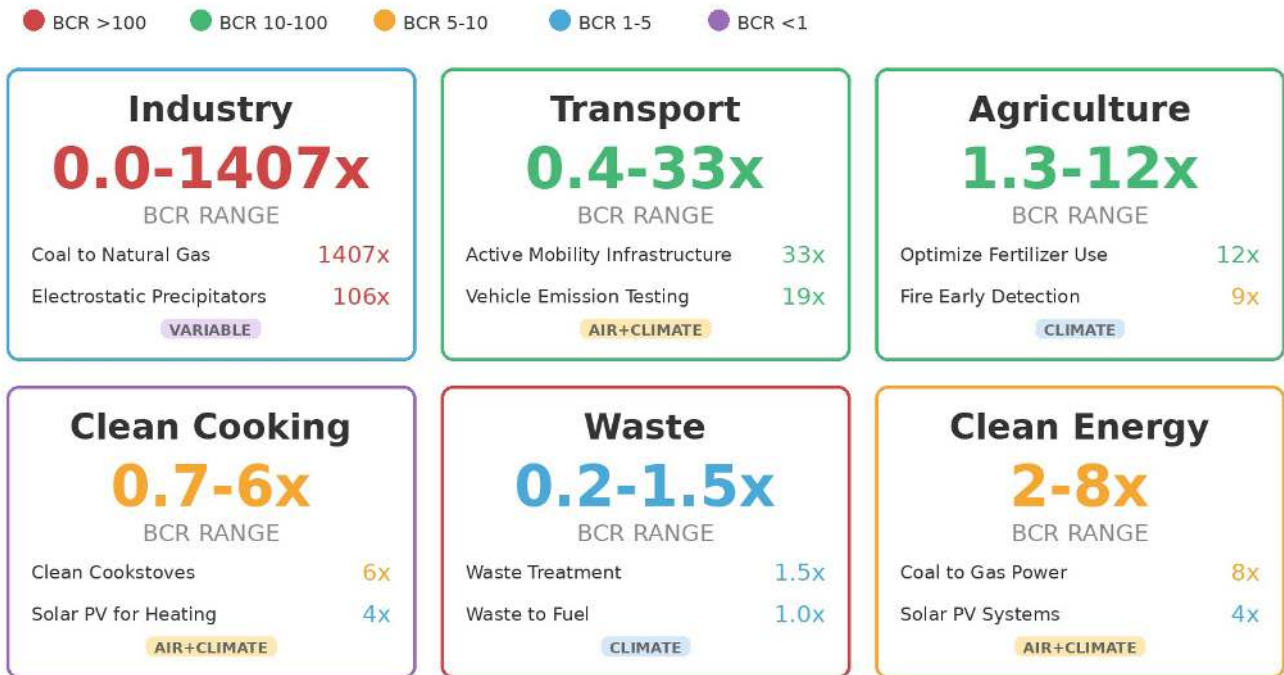 BCR >100 BCR 10-100 BCR 5-10 BCR 1-5 BCR <1
Industry
0.0-1407x
BCR RANGE
Coal to Natural Gas 1407x
Electrostatic Precipitators 106x
VARIABLE
Transport
0.4-33x
BCR RANGE
Active Mobility Infrastructure 33x
Vehicle Emission Testing 19x
AIR+CLIMATE
Agriculture
1.3-12x
BCR RANGE
Optimize Fertilizer Use 12x
Fire Early Detection 9x
CLIMATE
Clean Cooking
0.7-6x
BCR RANGE
Clean Cookstoves 6x
Solar PV for Heating 4x
AIR+CLIMATE
Waste
0.2-1.5x
BCR RANGE
Waste Treatment 1.5x
Waste to Fuel 1.0x
CLIMATE
Clean Energy
2-8x
BCR RANGE
Coal to Gas Power 8x
Solar PV Systems 4x
AIR+CLIMATE